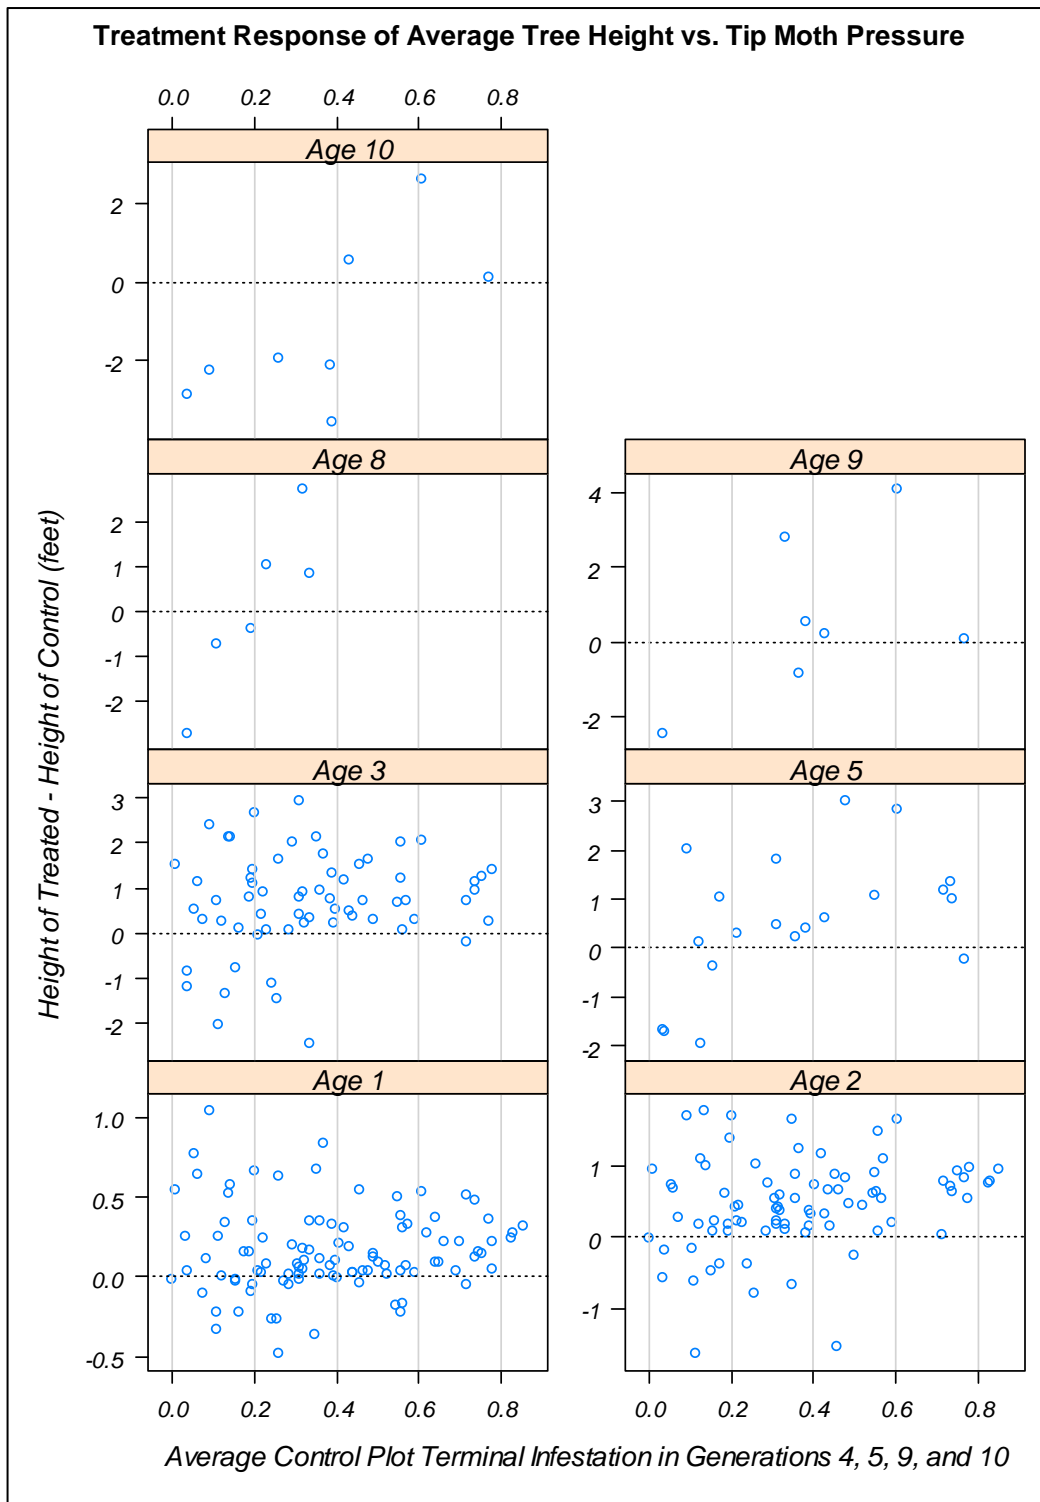 Treatment Response of Average Tree Height vs. Tip Moth Pressure
0.0 0.2 0.4 0.6 0.8
Age 10
2
0
-2
Age 8
2
1
0
-1
-2
Age 9
4
2
0
-2
Age 3
3
2
1
0
-1
-2
Age 5
3
2
1
0
-1
-2
Age 1
1.0
0.5
0.0
-0.5
Age 2
1
0
-1
0.0 0.2 0.4 0.6 0.8
0.0 0.2 0.4 0.6 0.8
Height of Treated - Height of Control (feet)
Average Control Plot Terminal Infestation in Generations 4, 5, 9, and 10